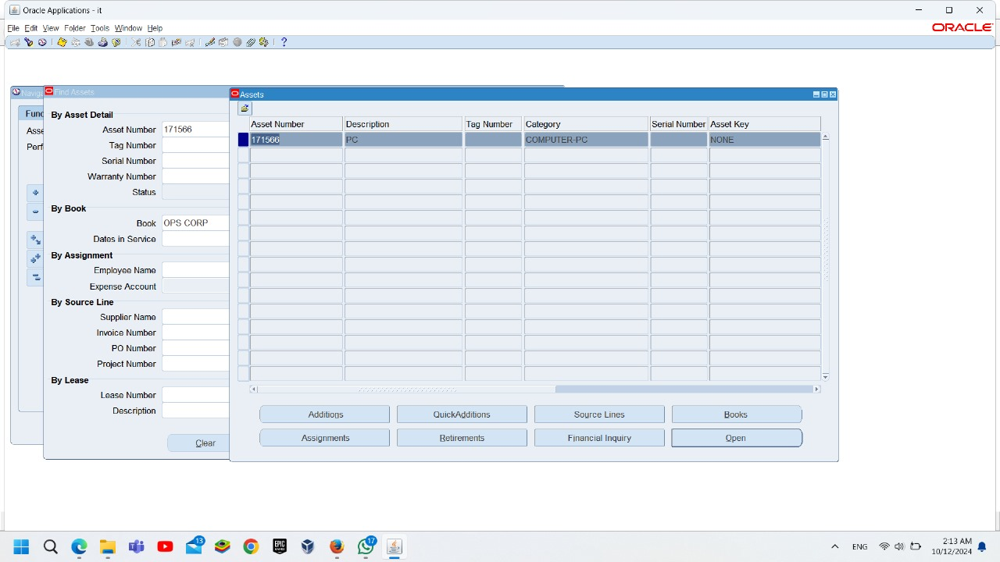 Oracle Applications - it
File Edit View Folder Tools Window Help
ORACLE
Find Assets
Assets
By Asset Detail
Asset Number 171566
Tag Number
Serial Number
Warranty Number
Status
By Book
Book OPS CORP
Dates in Service
By Assignment
Employee Name
Expense Account
By Source Line
Supplier Name
Invoice Number
PO Number
Project Number
By Lease
Lease Number
Description
Clear
Asset Number Description Tag Number Category Serial Number Asset Key
171566 PC COMPUTER-PC NONE
Additions QuickAdditions Source Lines Books
Assignments Retirements Financial Inquiry Open
13
EPIC GAMES
17
ENG
2:13 AM
10/12/2024